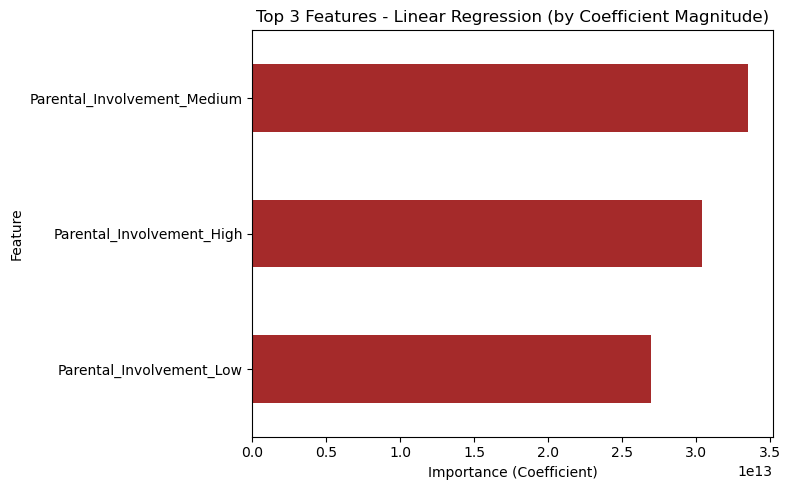 Top 3 Features - Linear Regression (by Coefficient Magnitude)
Parental_Involvement_Medium
Parental_Involvement_High
Parental_Involvement_Low
Feature
0.0 0.5 1.0 1.5 2.0 2.5 3.0 3.5
1e13
Importance (Coefficient)